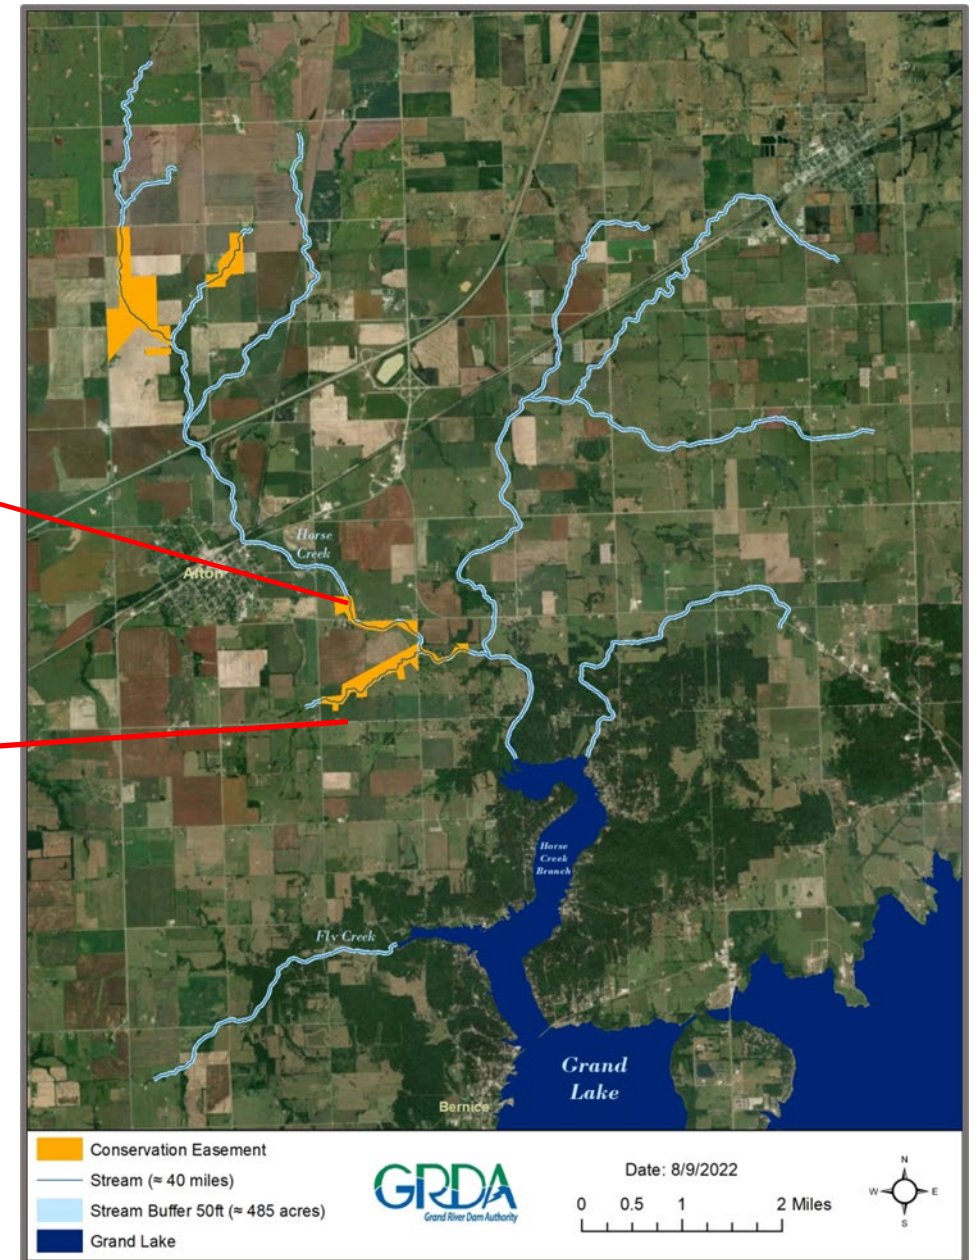 Horse
Creek
Afton
Horse
Creek
Branch
Fly Creek
Grand
Lake
Bernice
Conservation Easement
Stream (≈ 40 miles)
Stream Buffer 50ft (≈ 485 acres)
Grand Lake
GRDA
Grand River Dam Authority
Date: 8/9/2022
0 0.5 1 2 Miles
N
W E
S